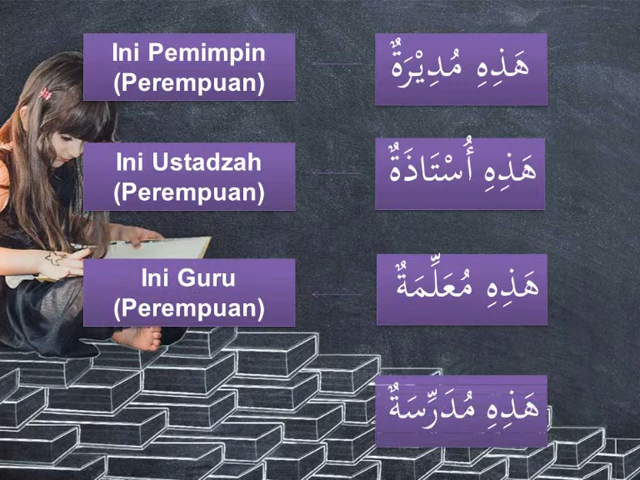 Ini Pemimpin
(Perempuan)
هَذِهِ مُدِيْرَةٌ
Ini Ustadzah
(Perempuan)
هَذِهِ أُسْتَاذَةٌ
Ini Guru
(Perempuan)
هَذِهِ مُعَلِّمَةٌ
هَذِهِ مُدَرِّسَةٌ